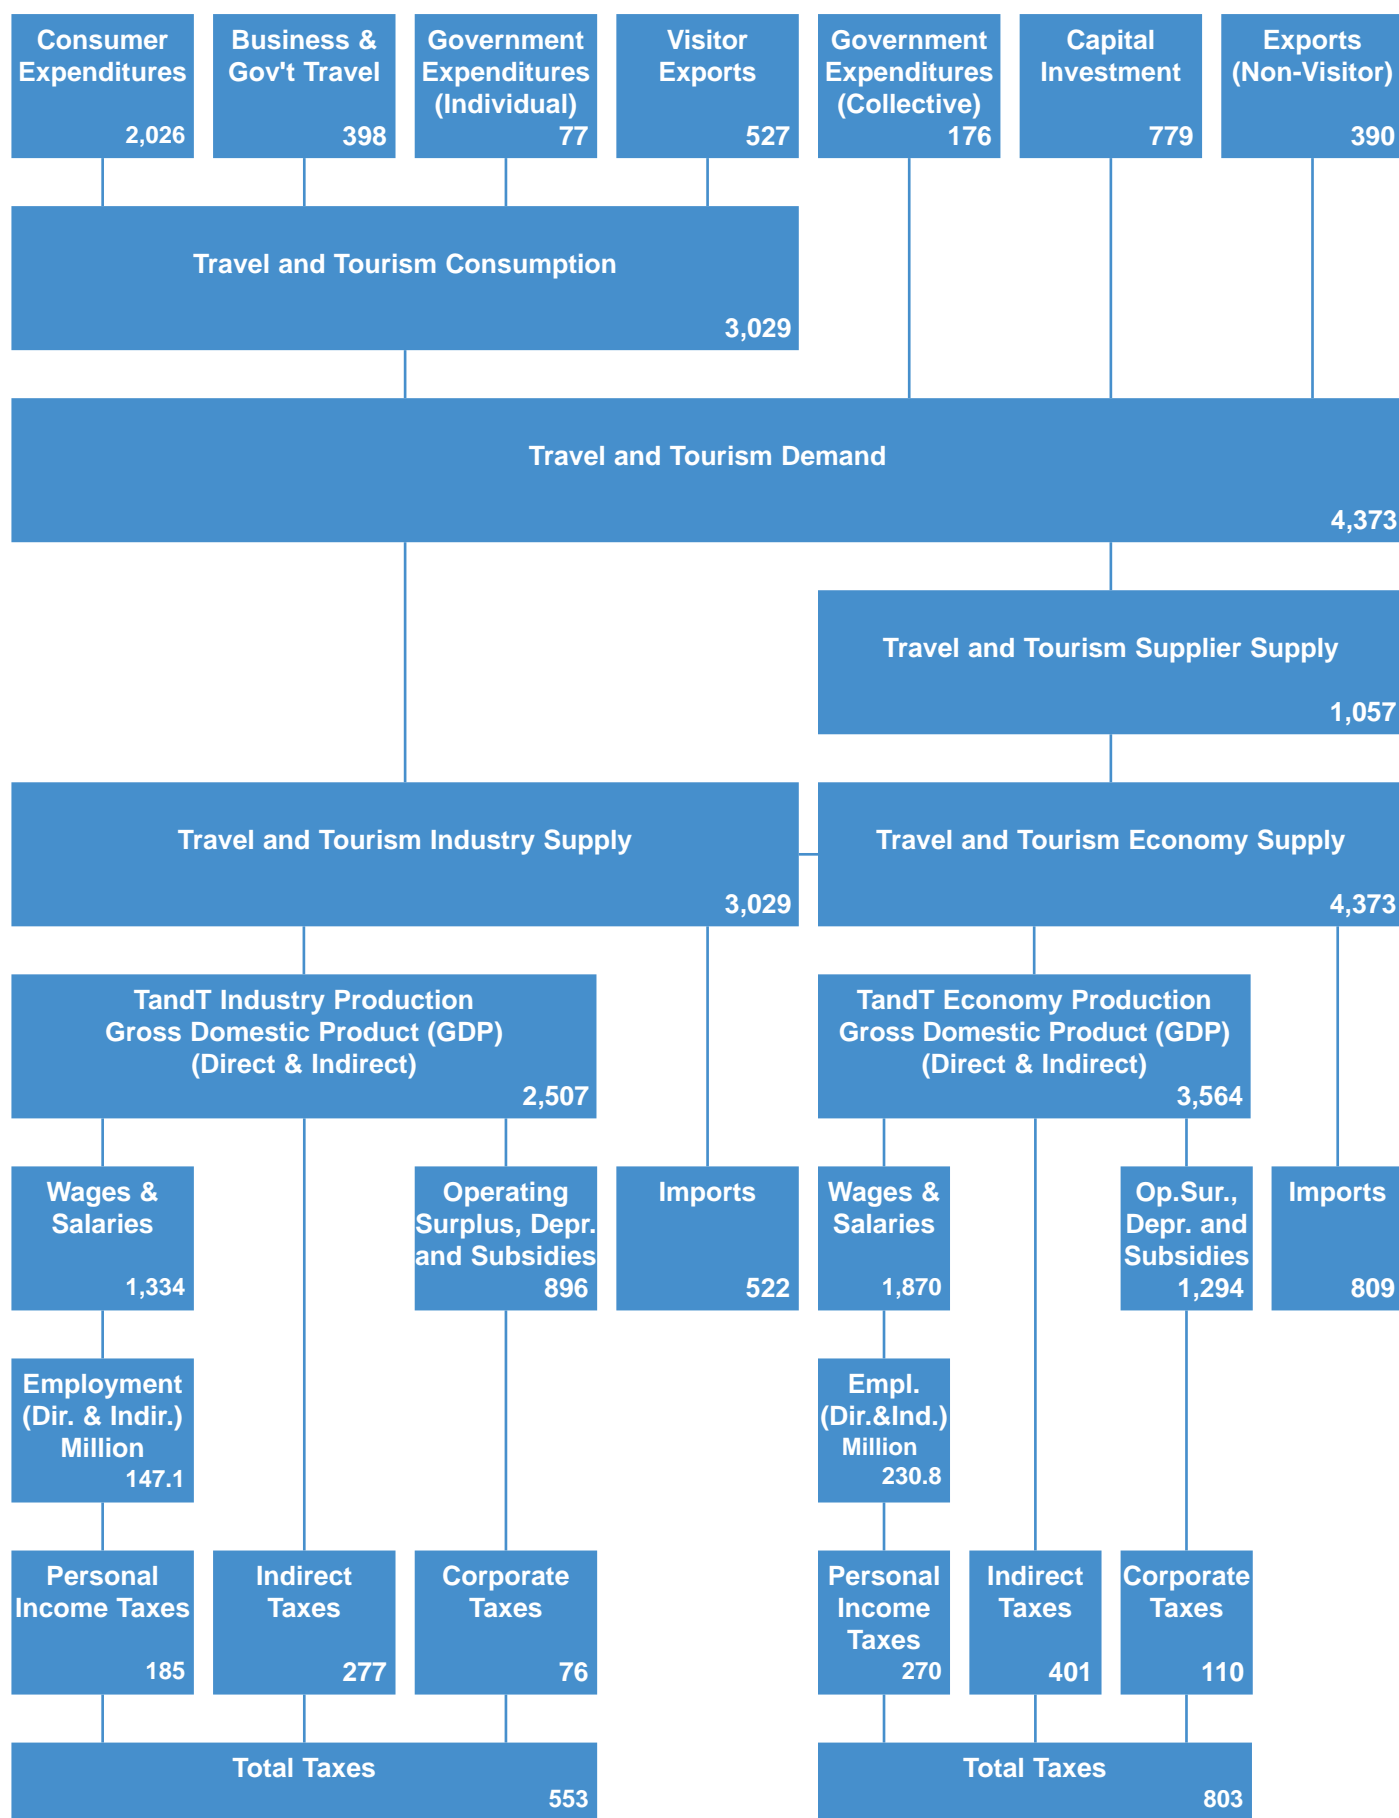 Consumer
Expenditures
2,026
Business &
Gov't Travel
398
Government
Expenditures
(Individual)
77
Visitor
Exports
527
Government
Expenditures
(Collective)
176
Capital
Investment
779
Exports
(Non-Visitor)
390
Travel and Tourism Consumption
3,029
Travel and Tourism Demand
4,373
Travel and Tourism Supplier Supply
1,057
Travel and Tourism Industry Supply
3,029
Travel and Tourism Economy Supply
4,373
TandT Industry Production
Gross Domestic Product (GDP)
(Direct & Indirect)
2,507
TandT Economy Production
Gross Domestic Product (GDP)
(Direct & Indirect)
3,564
Wages &
Salaries
1,334
Operating
Surplus, Depr.
and Subsidies
896
Imports
522
Wages &
Salaries
1,870
Op.Sur.,
Depr. and
Subsidies
1,294
Imports
809
Employment
(Dir. & Indir.)
Million
147.1
Empl.
(Dir.&Ind.)
Million
230.8
Personal
Income Taxes
185
Indirect
Taxes
277
Corporate
Taxes
76
Personal
Income
Taxes
270
Indirect
Taxes
401
Corporate
Taxes
110
Total Taxes
553
Total Taxes
803